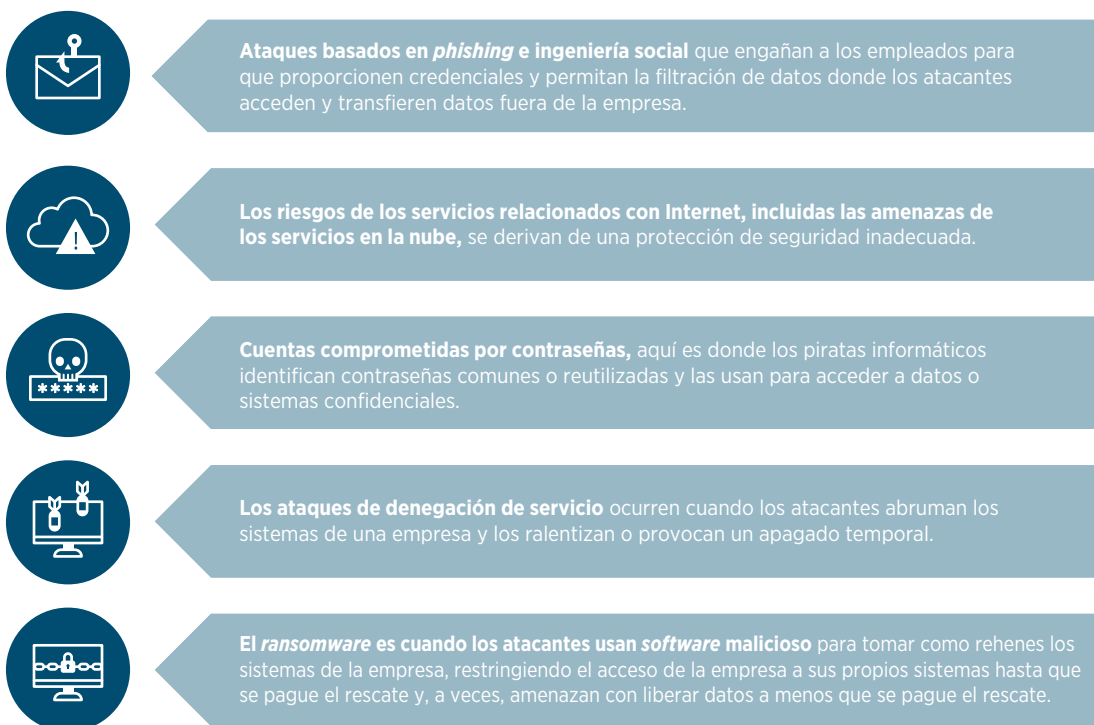 Ataques basados en phishing e ingeniería social que engañan a los empleados para
que proporcionen credenciales y permitan la filtración de datos donde los atacantes
acceden y transfieren datos fuera de la empresa.
Los riesgos de los servicios relacionados con Internet, incluidas las amenazas de
los servicios en la nube, se derivan de una protección de seguridad inadecuada.
Cuentas comprometidas por contraseñas, aquí es donde los piratas informáticos
identifican contraseñas comunes o reutilizadas y las usan para acceder a datos o
sistemas confidenciales.
*****
Los ataques de denegación de servicio ocurren cuando los atacantes abruman los
sistemas de una empresa y los ralentizan o provocan un apagado temporal.
El ransomware es cuando los atacantes usan software malicioso para tomar como rehenes los
sistemas de la empresa, restringiendo el acceso de la empresa a sus propios sistemas hasta que
se pague el rescate y, a veces, amenazan con liberar datos a menos que se pague el rescate.